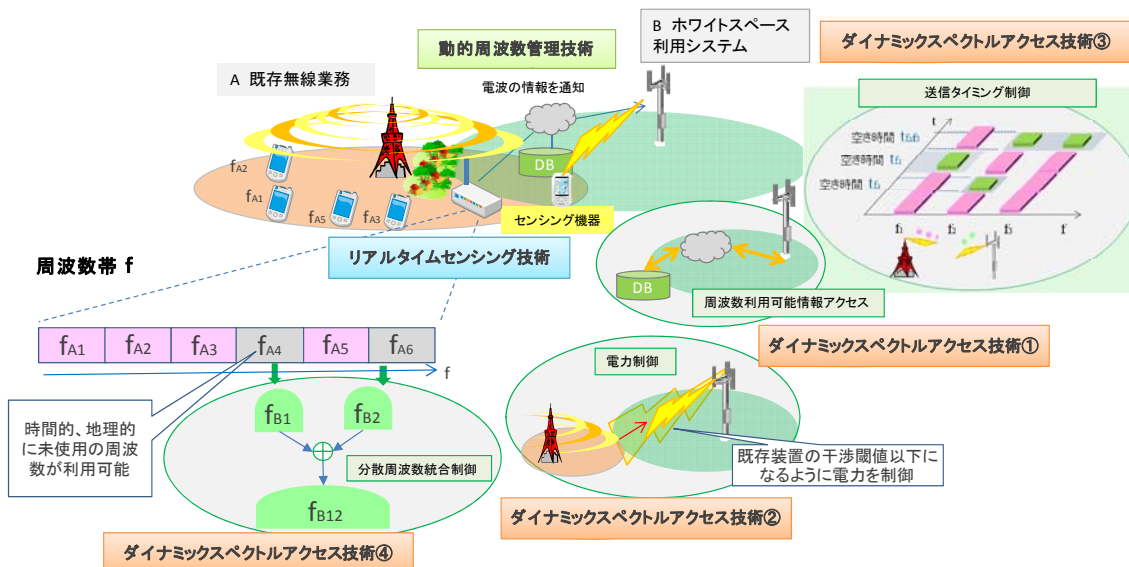 B ホワイトスペース
利用システム
ダイナミックスペクトルアクセス技術③
動的周波数管理技術
A 既存無線業務
電波の情報を通知
送信タイミング制御
t
空き時間
空き時間
空き時間
f₁
f₂
f₃
f
DB
fA2
fA1
fA5
fA3
センシング機器
リアルタイムセンシング技術
DB
周波数利用可能情報アクセス
ダイナミックスペクトルアクセス技術①
周波数帯 f
fA1
fA2
fA3
fA4
fA5
fA6
f
時間的、地理的
に未使用の周波
数が利用可能
fB1
fB2
分散周波数統合制御
fB12
ダイナミックスペクトルアクセス技術④
電力制御
既存装置の干渉閾値以下に
なるように電力を制御
ダイナミックスペクトルアクセス技術②